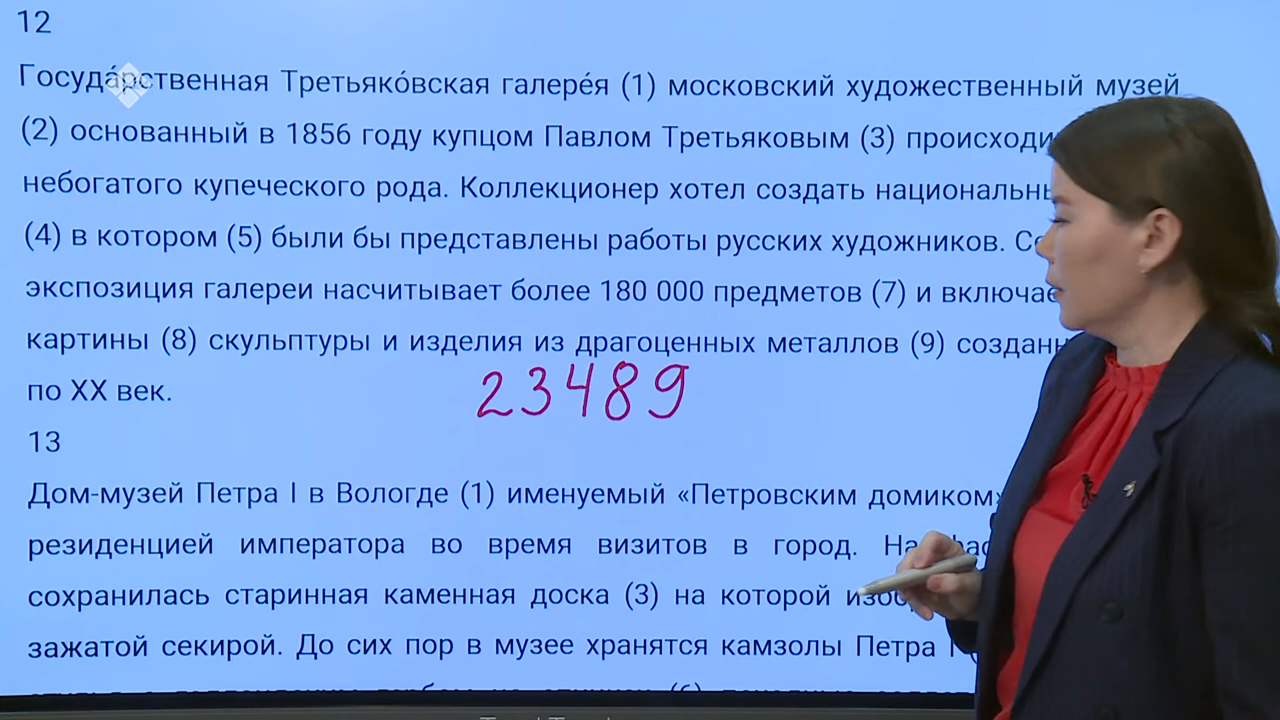 12
Госуда́рственная Третьяко́вская галере́я (1) московский художественный музей
(2) основанный в 1856 году купцом Павлом Третьяковым (3)
небогатого купеческого рода. Коллекционер хотел создать
(4) в котором (5) были бы представлены работы русских художников.
экспозиция галереи насчитывает более 180 000 предметов (7) и
картины (8) скульптуры и изделия из драгоценных металлов (9)
по XX век.
23489
13
Дом-музей Петра I в Вологде (1) именуемый «Петровским домиком»
резиденцией императора во время визитов в город. На
сохранилась старинная каменная доска (3) на которой
зажатой секирой. До сих пор в музее хранятся камзолы Петра I